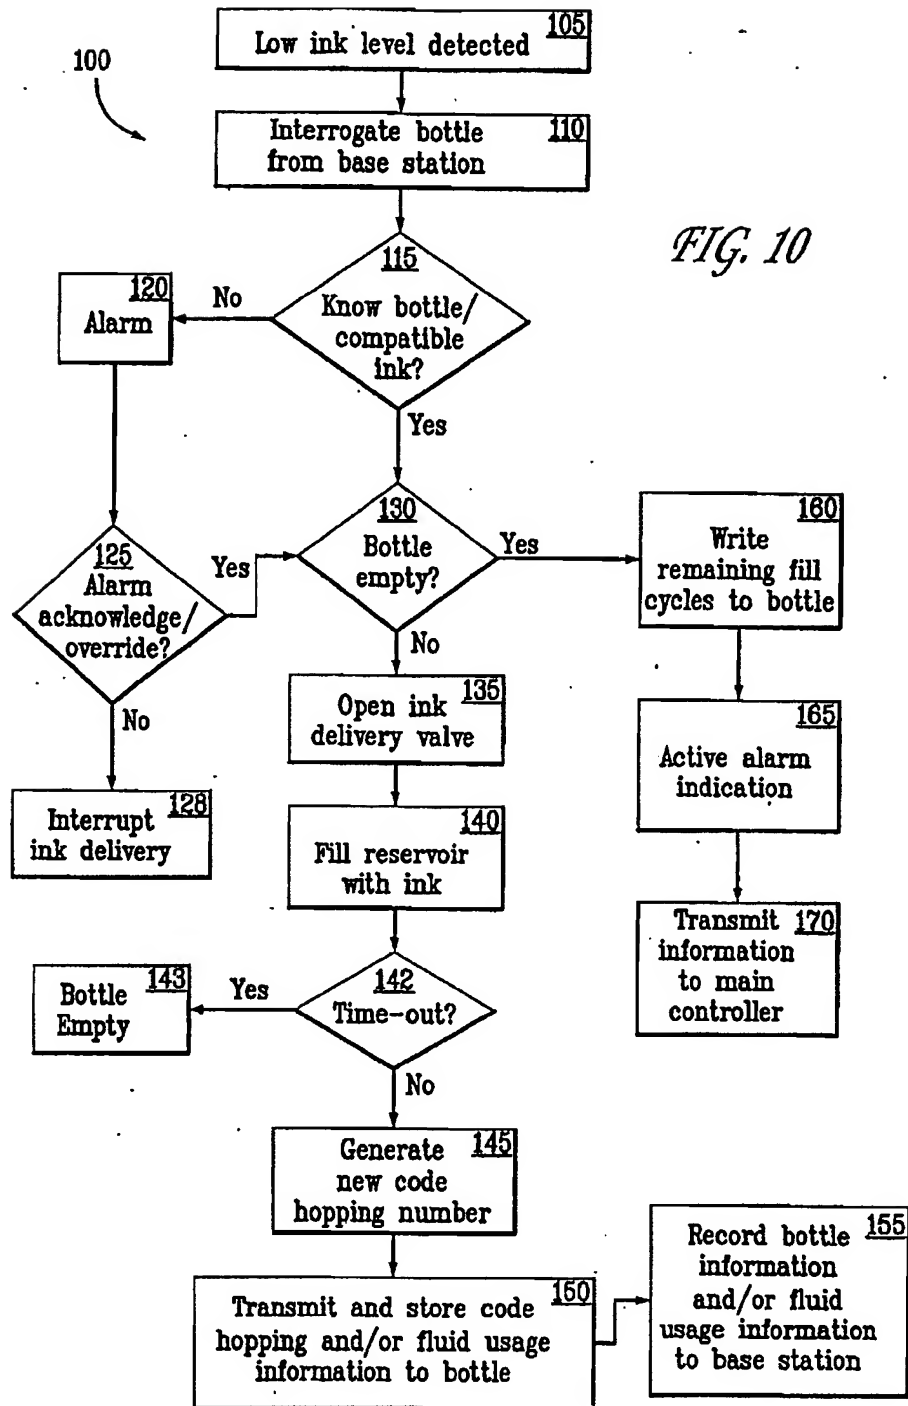 105
Low ink level detected
100
110
Interrogate bottle
from base station
FIG. 10
115
Know bottle/
compatible
ink?
No
120
Alarm
Yes
130
Bottle
empty?
Yes
160
Write
remaining fill
cycles to bottle
125
Alarm
acknowledge/
override?
Yes
No
No
135
Open ink
delivery valve
165
Active alarm
indication
128
Interrupt
ink delivery
140
Fill reservoir
with ink
170
Transmit
information
to main
controller
142
Time-out?
Yes
143
Bottle
Empty
No
145
Generate
new code
hopping number
150
Transmit and store code
hopping and/or fluid usage
information to bottle
155
Record bottle
information
and/or fluid
usage information
to base station